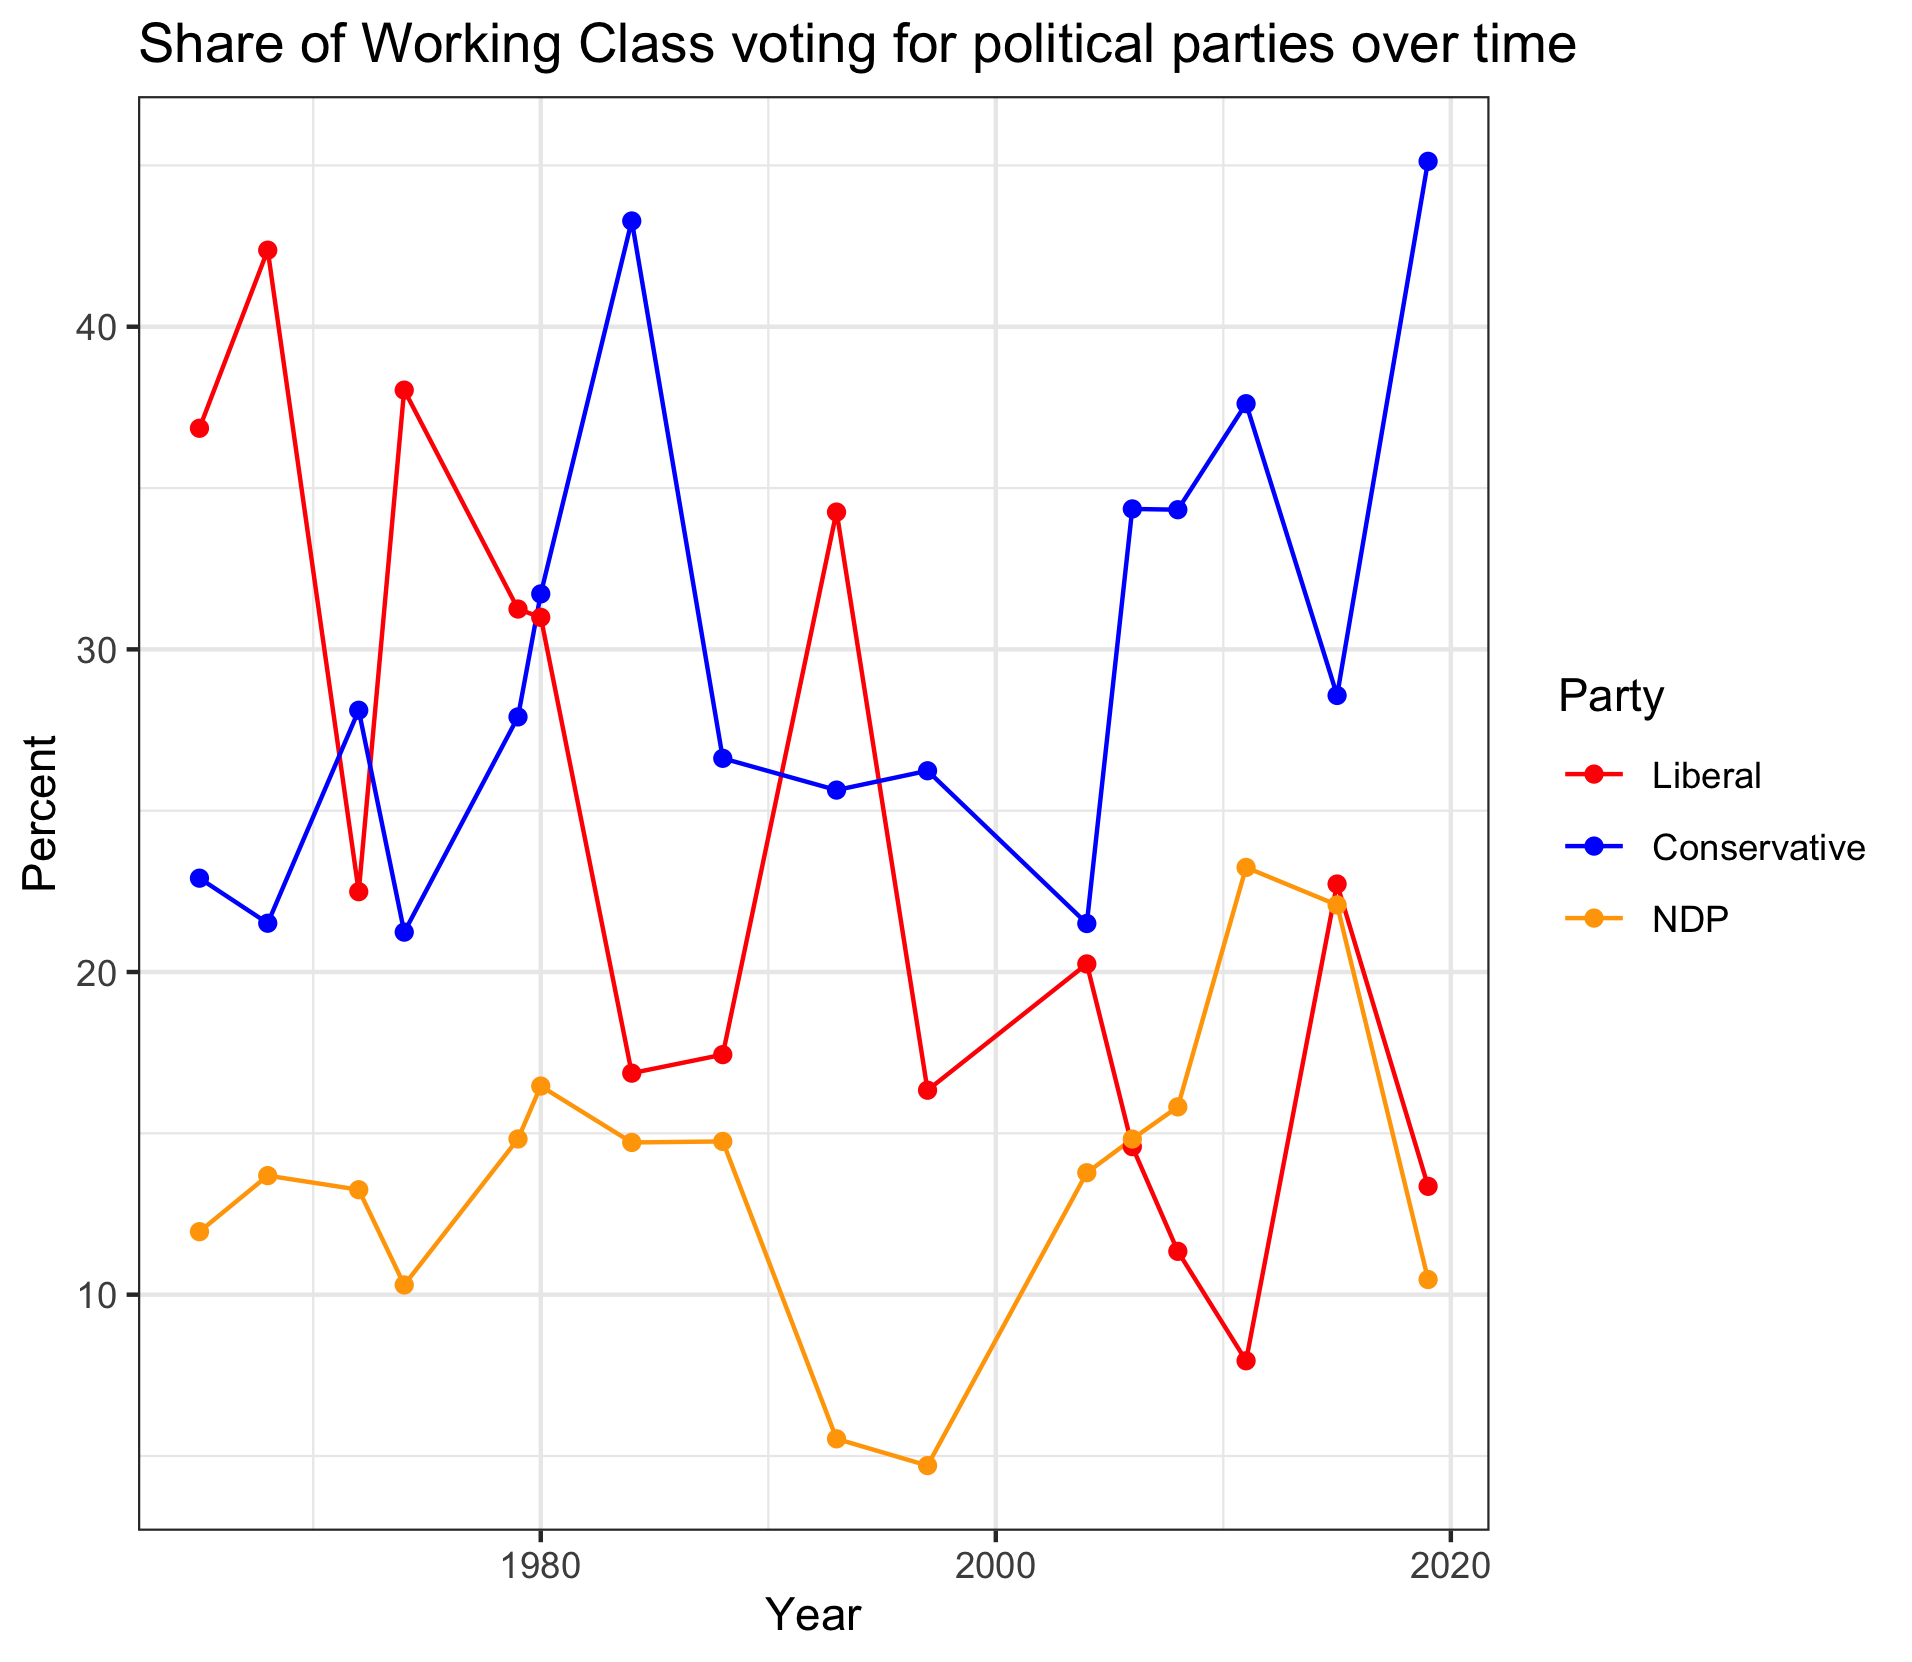 Share of Working Class voting for political parties over time
Percent
40
30
20
10
1980
2000
2020
Year
Party
Liberal
Conservative
NDP